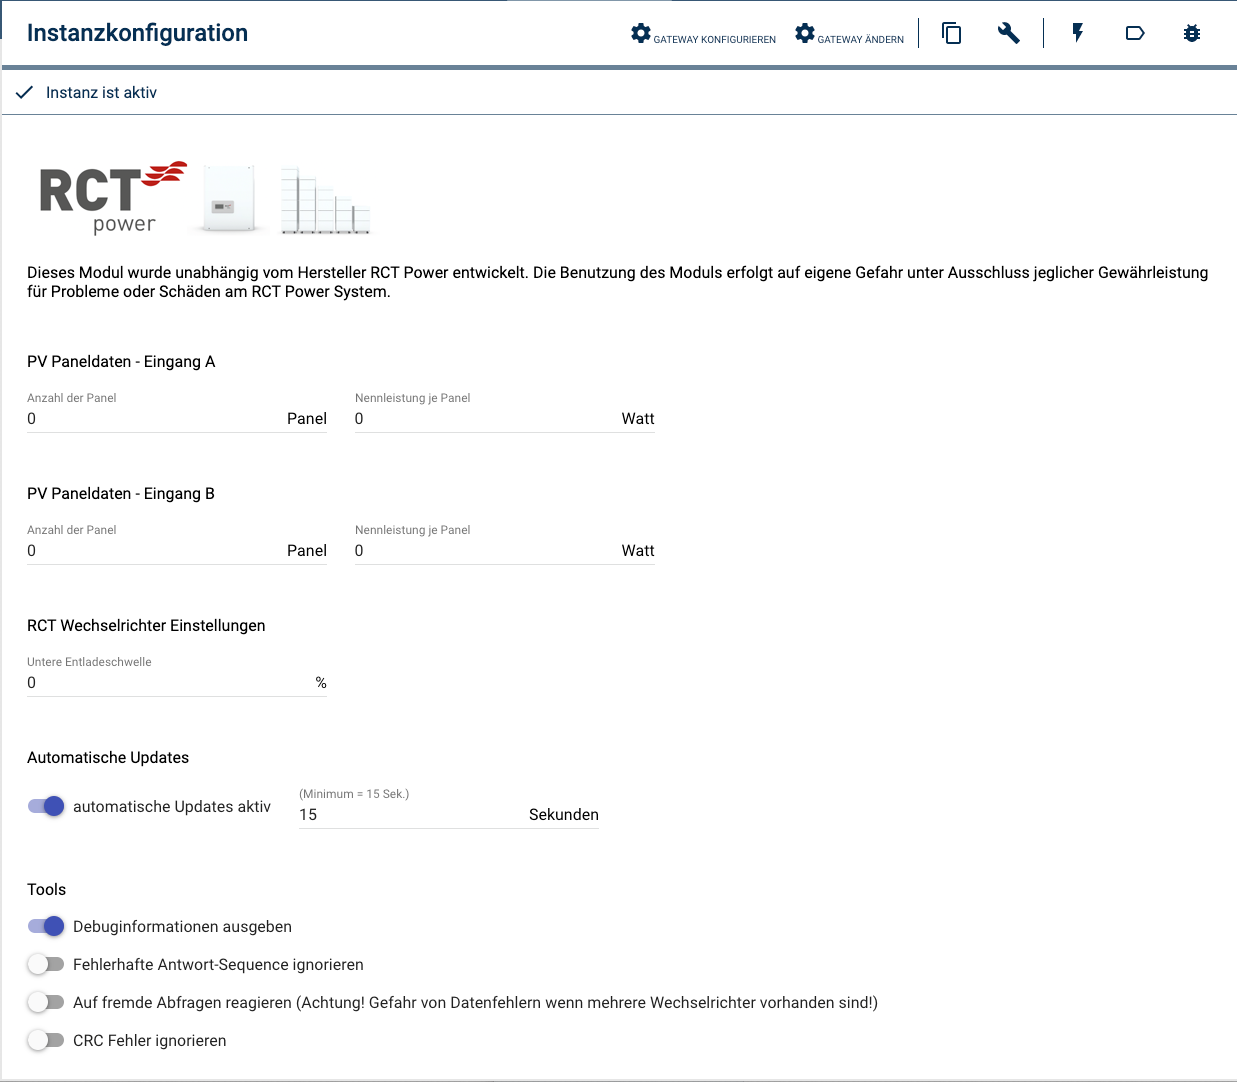 Instanzkonfiguration
GATEWAY KONFIGURIEREN GATEWAY ÄNDERN
Instanz ist aktiv
RCT
power
Dieses Modul wurde unabhängig vom Hersteller RCT Power entwickelt. Die Benutzung des Moduls erfolgt auf eigene Gefahr unter Ausschluss jeglicher Gewährleistung
für Probleme oder Schäden am RCT Power System.
PV Paneldaten - Eingang A
Anzahl der Panel Nennleistung je Panel
0 Panel 0 Watt
PV Paneldaten - Eingang B
Anzahl der Panel Nennleistung je Panel
0 Panel 0 Watt
RCT Wechselrichter Einstellungen
Untere Entladeschwelle
0 %
Automatische Updates
(Minimum = 15 Sek.)
automatische Updates aktiv 15 Sekunden
Tools
Debuginformationen ausgeben
Fehlerhafte Antwort-Sequence ignorieren
Auf fremde Abfragen reagieren (Achtung! Gefahr von Datenfehlern wenn mehrere Wechselrichter vorhanden sind!)
CRC Fehler ignorieren